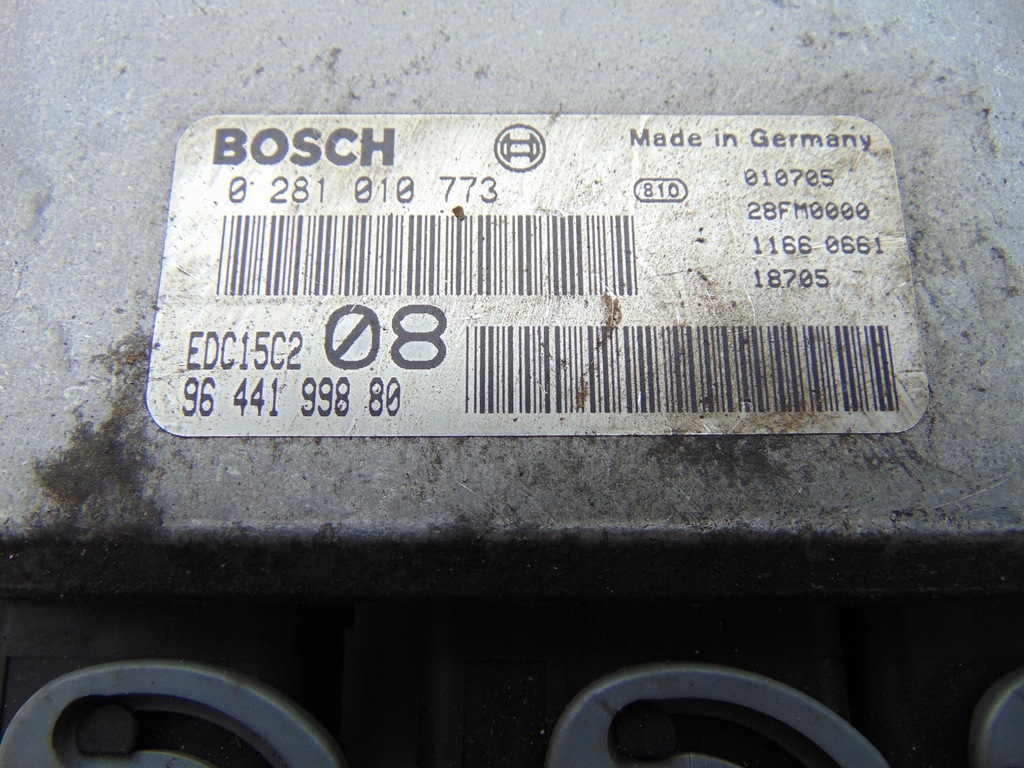 BOSCH
Made in Germany
0 281 010 773
810
010705
28FM0000
1166 0661
18705
EDC15C2 08
96 441 998 80